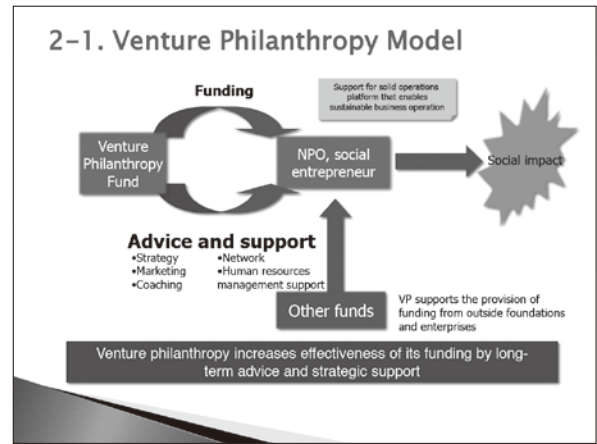 2-1. Venture Philanthropy Model
Funding
Support for solid operations
platform that enables
sustainable business operation
Venture
Philanthropy
Fund
NPO, social
entrepreneur
Social impact
Advice and support
•Strategy
•Marketing
•Coaching
•Network
•Human resources
management support
Other funds
VP supports the provision of
funding from outside foundations
and enterprises
Venture philanthropy increases effectiveness of its funding by long-
term advice and strategic support